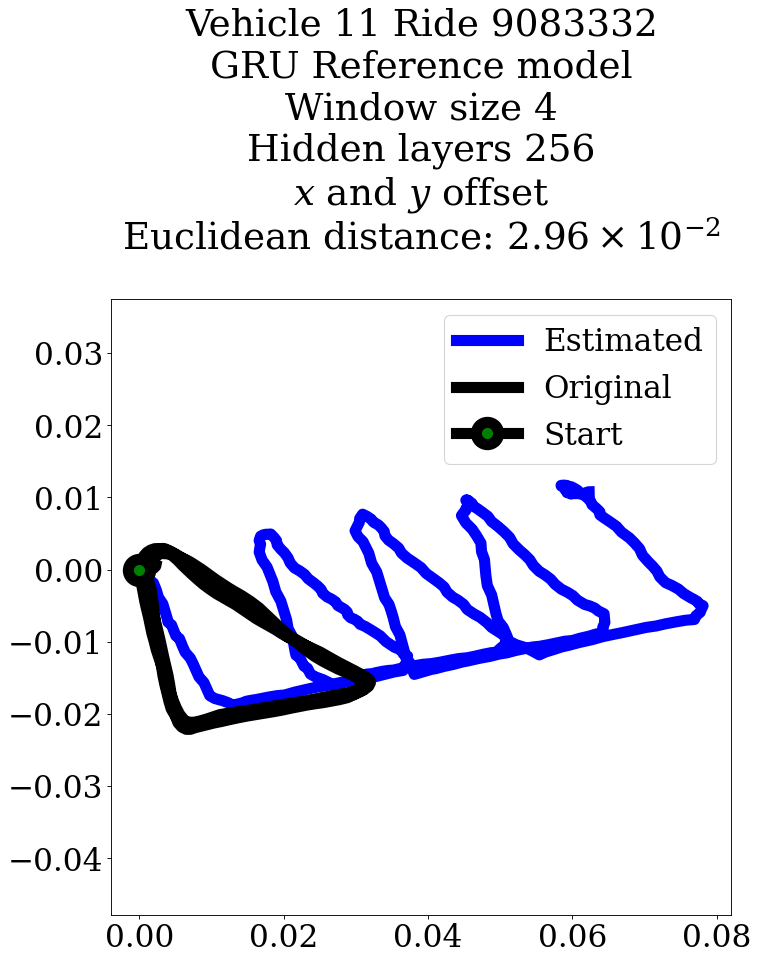 Vehicle 11 Ride 9083332
GRU Reference model
Window size 4
Hidden layers 256
x and y offset
Euclidean distance: 2.96 × 10⁻²
Estimated
Original
Start
0.03
0.02
0.01
0.00
−0.01
−0.02
−0.03
−0.04
0.00 0.02 0.04 0.06 0.08